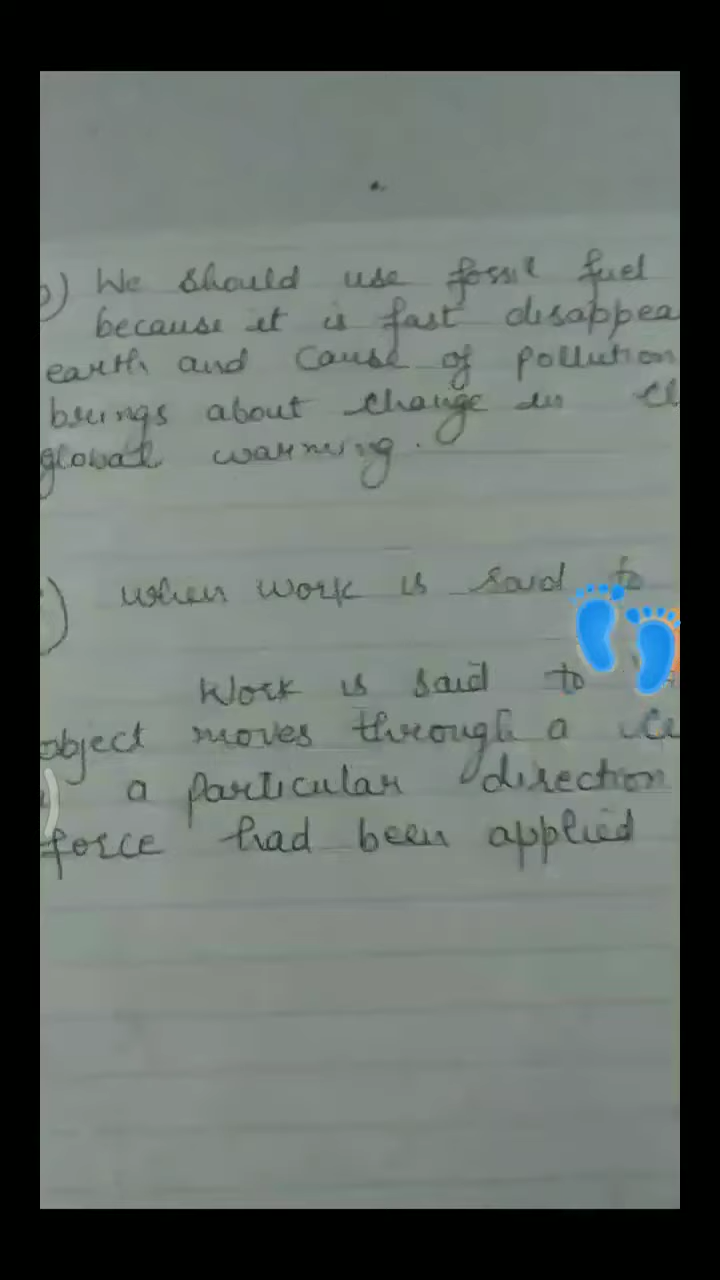 We should use fossil fuel
because it is fast disappea
earth and cause of pollution
brings about change in cl
global warming.
when work is said to
Work is said to
object moves through a
a particular direction
force had been applied